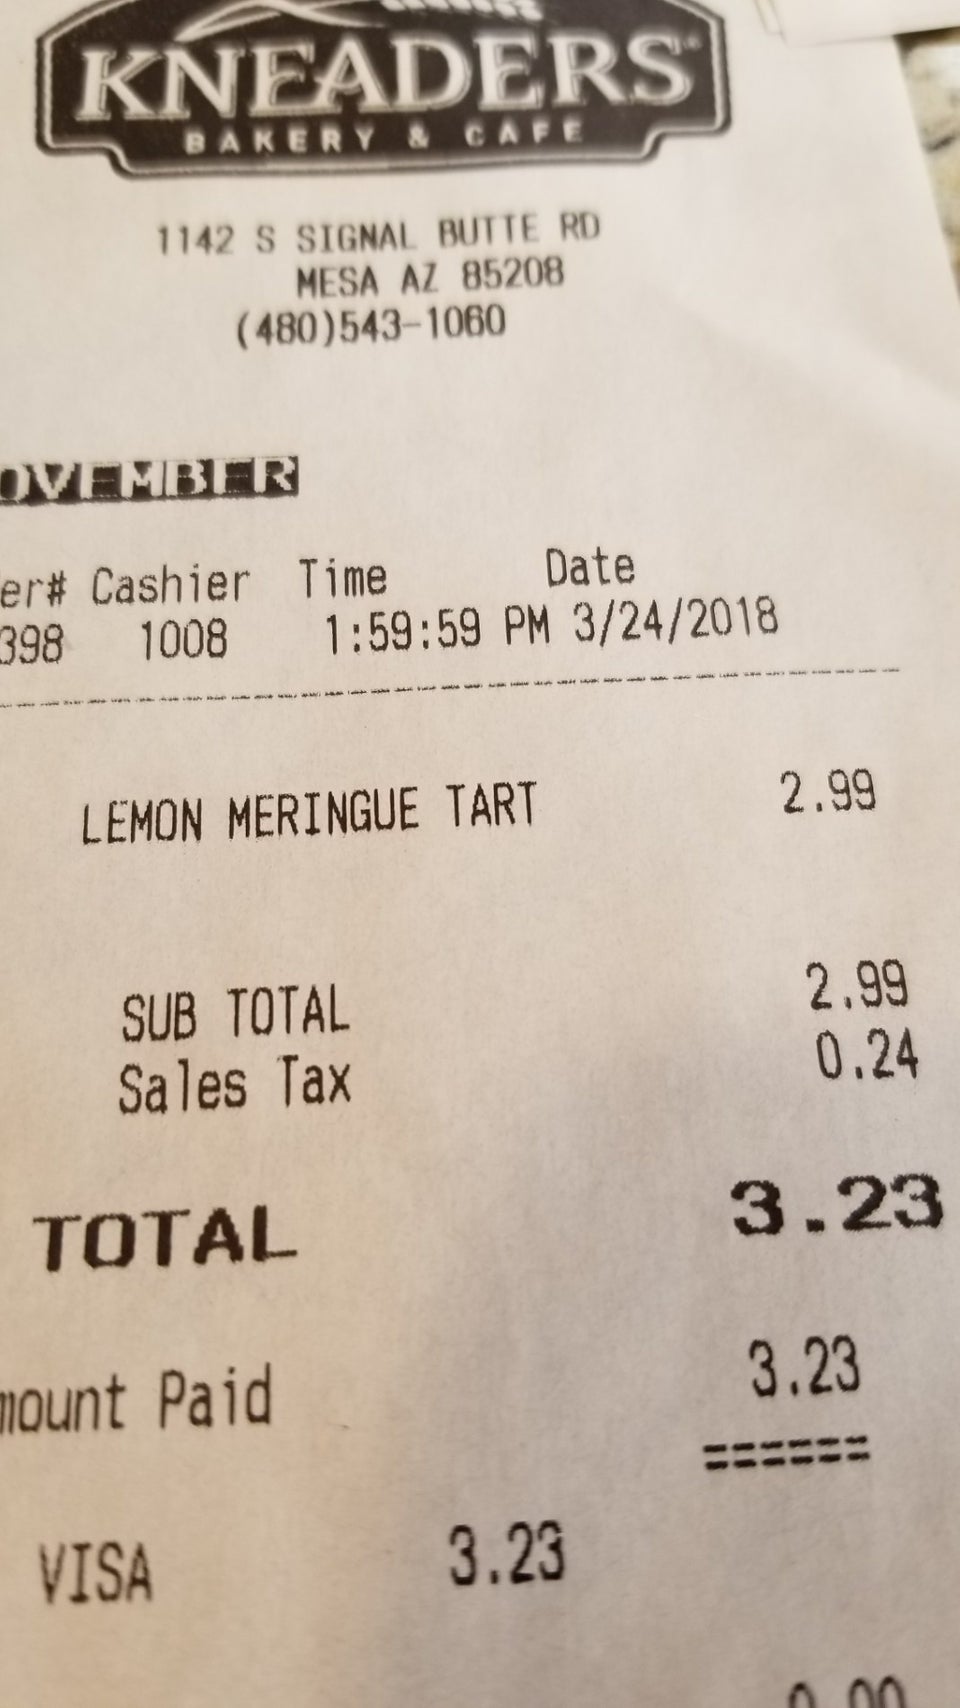 KNEADERS
BAKERY & CAFE
1142 S SIGNAL BUTTE RD
MESA AZ 85208
(480)543-1060
OVEMBER
er# Cashier Time Date
398 1008 1:59:59 PM 3/24/2018
LEMON MERINGUE TART 2.99
SUB TOTAL 2.99
Sales Tax 0.24
TOTAL 3.23
mount Paid 3.23
======
VISA 3.23